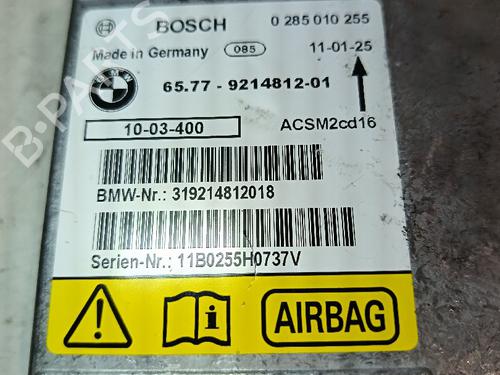 BOSCH 0 285 010 255
Made in Germany 085 11-01-25
BMW 65.77 - 9214812-01
10-03-400 ACSM2cd16
BMW-Nr.: 319214812018
Serien-Nr.: 11B0255H0737V
i AIRBAG
B-PARTS